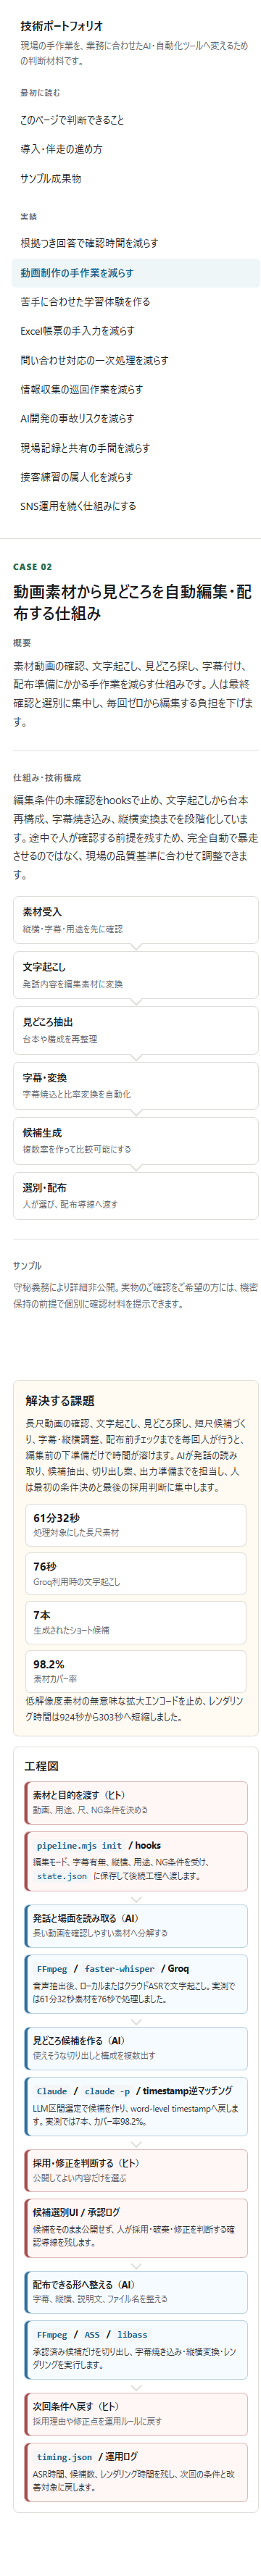 技術ポートフォリオ
現場の手作業を、業務に合わせたAI・自動化ツールへ変えるため
の判断材料です。
最初に読む
このページで判断できること
導入・伴走の進め方
サンプル成果物
実績
根拠つき回答で確認時間を減らす
動画制作の手作業を減らす
苦手に合わせた学習体験を作る
Excel帳票の手入力を減らす
問い合わせ対応の一次処理を減らす
情報収集の巡回作業を減らす
AI開発の事故リスクを減らす
現場記録と共有の手間を減らす
接客練習の属人化を減らす
SNS運用を続く仕組みにする
CASE 02
動画素材から見どころを自動編集・配
布する仕組み
概要
素材動画の確認、文字起こし、見どころ探し、字幕付け、
配布準備にかかる手作業を減らす仕組みです。人は最終
確認と選別に集中し、毎回ゼロから編集する負担を下げま
す。
仕組み・技術構成
編集条件の未確認をhooksで止め、文字起こしから台本
再構成、字幕焼き込み、縦横変換までを段階化していま
す。途中で人が確認する前提を残すため、完全自動で暴走
させるのではなく、現場の品質基準に合わせて調整できま
す。
素材受入
縦横・字幕・用途を先に確認
文字起こし
発話内容を編集素材に変換
見どころ抽出
台本や構成を再整理
字幕・変換
字幕焼込と比率変換を自動化
候補生成
複数案を作って比較可能にする
選別・配布
人が選び、配布導線へ渡す
サンプル
守秘義務により詳細非公開。実物のご確認をご希望の方には、機密
保持の前提で個別に確認材料を提示できます。
解決する課題
長尺動画の確認、文字起こし、見どころ探し、短尺候補づく
り、字幕・縦横調整、配布前チェックまでを毎回人が行うと、
編集前の下準備だけで時間が溶けます。AIが発話の読み
取り、候補抽出、切り出し案、出力準備までを担当し、人
は最初の条件決めと最後の採用判断に集中します。
61分32秒
処理対象にした長尺素材
76秒
Groq利用時の文字起こし
7本
生成されたショート候補
98.2%
素材カバー率
低解像度素材の無意味な拡大エンコードを止め、レンダリン
グ時間は924秒から303秒へ短縮しました。
工程図
素材と目的を渡す（ヒト）
動画、用途、尺、NG条件を決める
pipeline.mjs init / hooks
編集モード、字幕有無、縦横、用途、NG条件を受け、
state.json に保存して後続工程へ渡します。
発話と場面を読み取る（AI）
長い動画を確認しやすい素材へ分解する
FFmpeg / faster-whisper / Groq
音声抽出後、ローカルまたはクラウドASRで文字起こし。実測で
は61分32秒素材を76秒で処理しました。
見どころ候補を作る（AI）
使えそうな切り出しと構成を複数出す
Claude / claude -p / timestamp逆マッチング
LLM区間選定で候補を作り、word-level timestampへ戻しま
す。実測では7本、カバー率98.2%。
採用・修正を判断する（ヒト）
公開してよい内容だけを選ぶ
候補選別UI / 承認ログ
候補をそのまま公開せず、人が採用・破棄・修正を判断する確
認導線を残します。
配布できる形へ整える（AI）
字幕、縦横、説明文、ファイル名を整える
FFmpeg / ASS / libass
承認済み候補だけを切り出し、字幕焼き込み・縦横変換・レン
ダリングを実行します。
次回条件へ戻す（ヒト）
採用理由や修正点を運用ルールに戻す
timing.json / 運用ログ
ASR時間、候補数、レンダリング時間を残し、次回の条件と改
善対象に戻します。